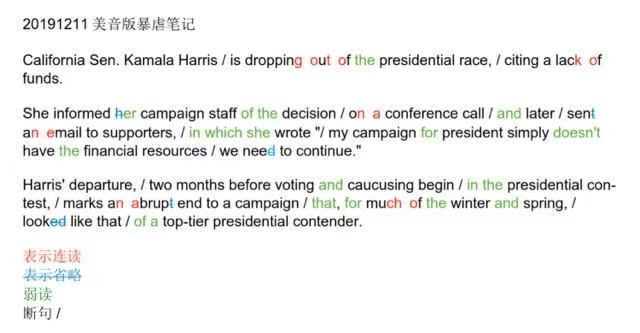 20191211 美音版暴虐笔记
California Sen. Kamala Harris / is dropping out of the presidential race, / citing a lack of
funds.
She informed her campaign staff of the decision / on a conference call / and later / sent
an email to supporters, / in which she wrote "/ my campaign for president simply doesn't
have the financial resources / we need to continue."
Harris' departure, / two months before voting and caucusing begin / in the presidential con-
test, / marks an abrupt end to a campaign / that, for much of the winter and spring, /
looked like that / of a top-tier presidential contender.
表示连读
表示省略
弱读
断句 /